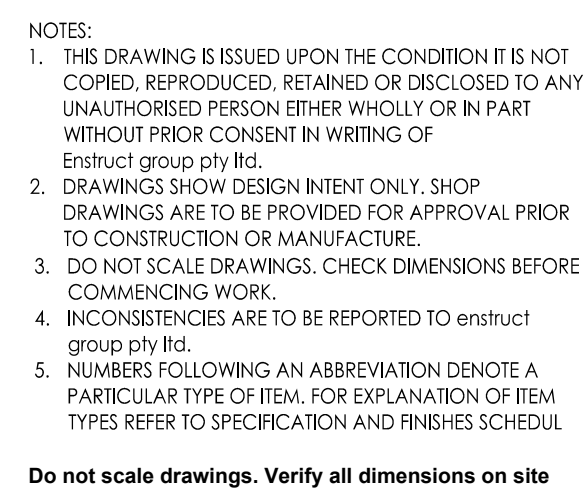 NOTES:
1. THIS DRAWING IS ISSUED UPON THE CONDITION IT IS NOT
COPIED, REPRODUCED, RETAINED OR DISCLOSED TO ANY
UNAUTHORISED PERSON EITHER WHOLLY OR IN PART
WITHOUT PRIOR CONSENT IN WRITING OF
Enstruct group pty ltd.
2. DRAWINGS SHOW DESIGN INTENT ONLY. SHOP
DRAWINGS ARE TO BE PROVIDED FOR APPROVAL PRIOR
TO CONSTRUCTION OR MANUFACTURE.
3. DO NOT SCALE DRAWINGS. CHECK DIMENSIONS BEFORE
COMMENCING WORK.
4. INCONSISTENCIES ARE TO BE REPORTED TO enstruct
group pty ltd.
5. NUMBERS FOLLOWING AN ABBREVIATION DENOTE A
PARTICULAR TYPE OF ITEM. FOR EXPLANATION OF ITEM
TYPES REFER TO SPECIFICATION AND FINISHES SCHEDUL
Do not scale drawings. Verify all dimensions on site